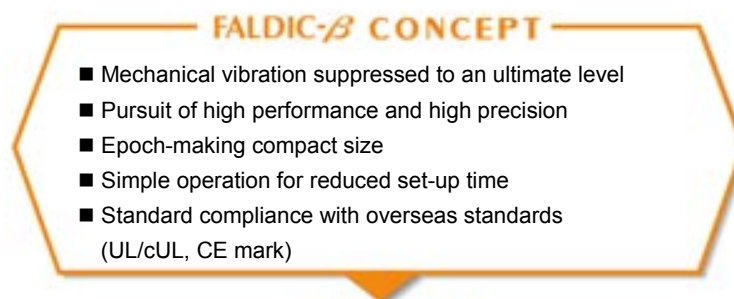 FALDIC-β CONCEPT
■ Mechanical vibration suppressed to an ultimate level
■ Pursuit of high performance and high precision
■ Epoch-making compact size
■ Simple operation for reduced set-up time
■ Standard compliance with overseas standards
(UL/cUL, CE mark)